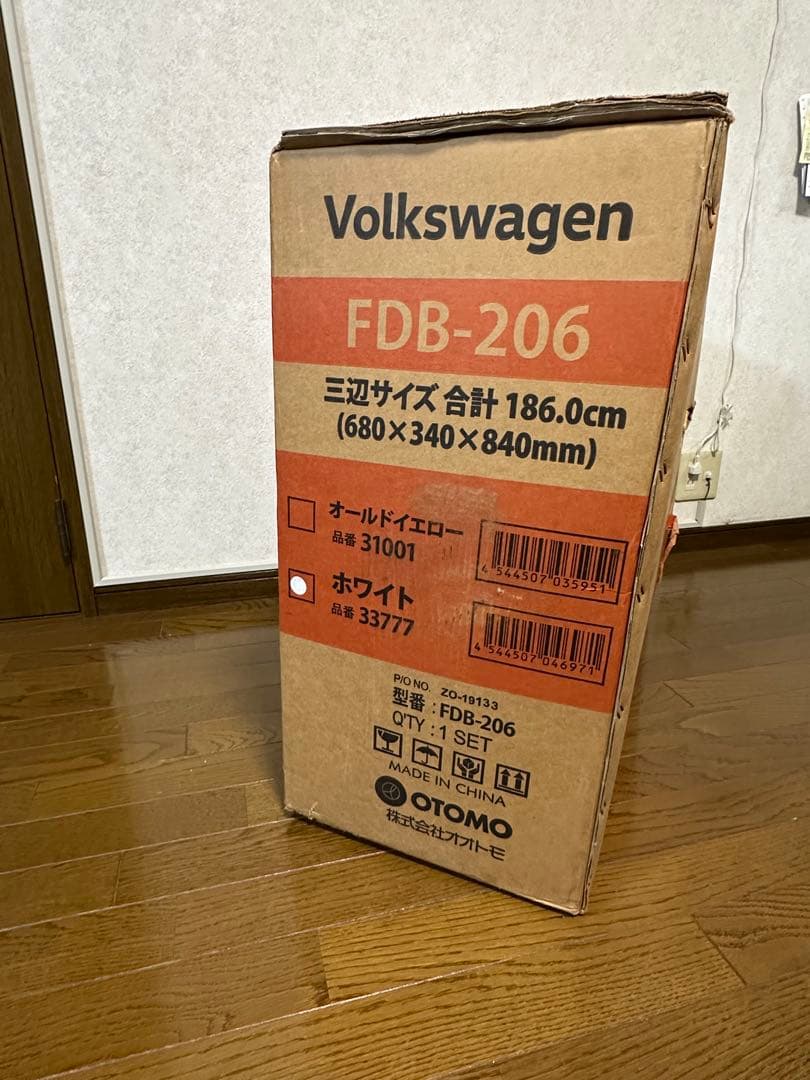 Volkswagen
FDB-206
三辺サイズ 合計 186.0cm
(680×340×840mm)
オールドイエロー
品番 31001
4 544507 035951
ホワイト
品番 33777
4 544507 046971
P/O NO. ZO-19133
型番 : FDB-206
Q'TY : 1 SET
MADE IN CHINA
OTOMO
株式会社オオトモ